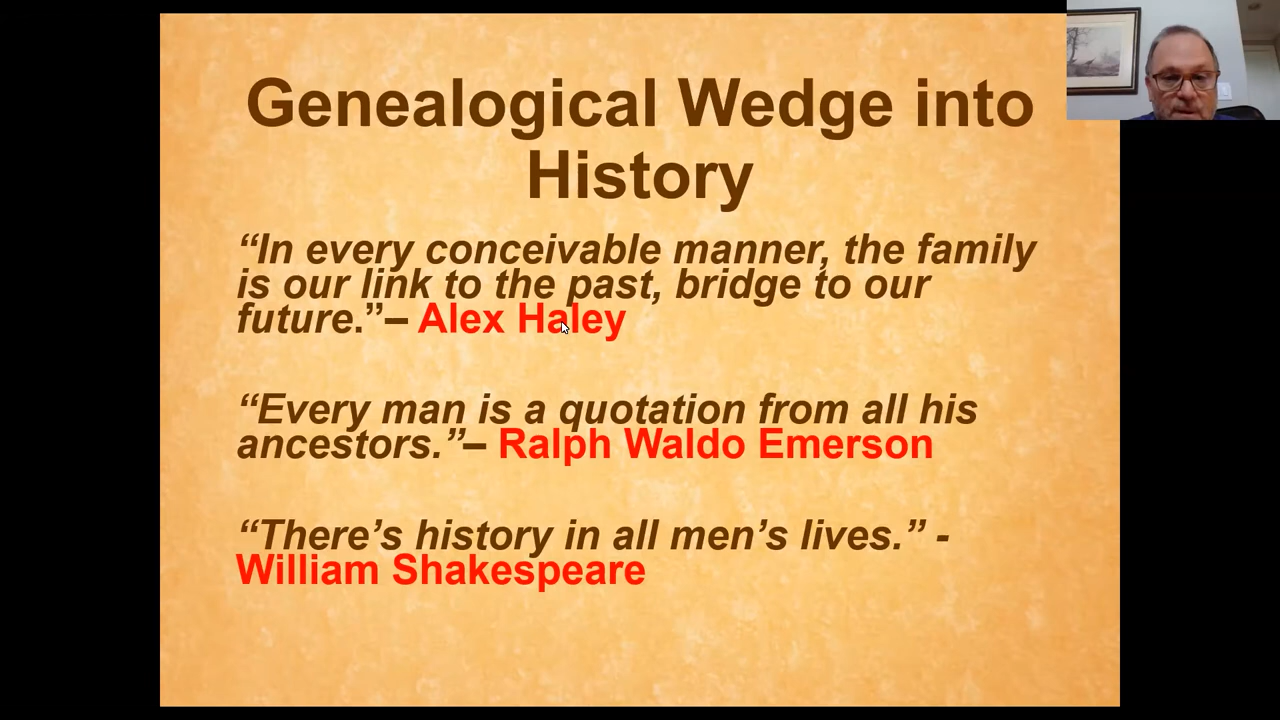 Genealogical Wedge into
History
“In every conceivable manner, the family
is our link to the past, bridge to our
future.”– Alex Haley
“Every man is a quotation from all his
ancestors.”– Ralph Waldo Emerson
“There’s history in all men’s lives.” -
William Shakespeare